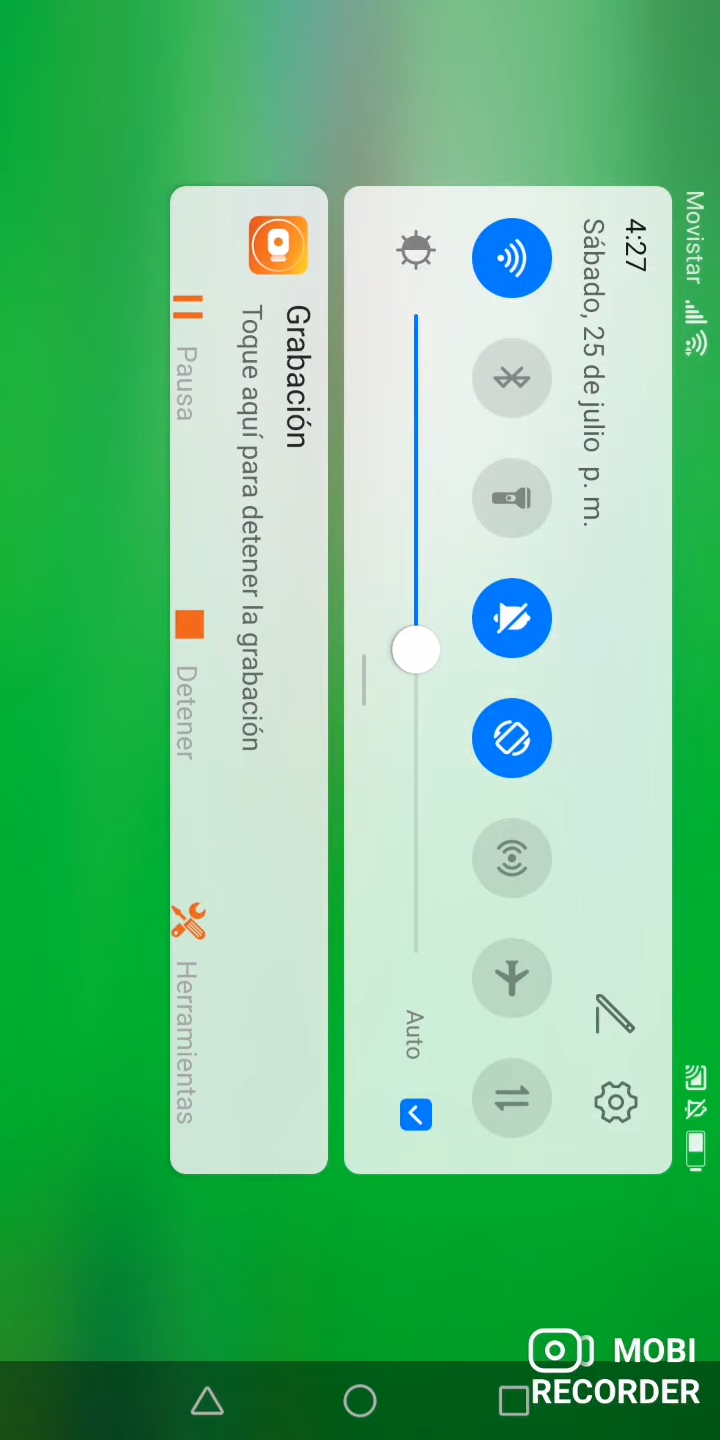 Movistar
4:27
Sábado, 25 de julio p. m.
Auto
Grabación
Toque aquí para detener la grabación
Pausa
Detener
Herramientas
MOBI
RECORDER